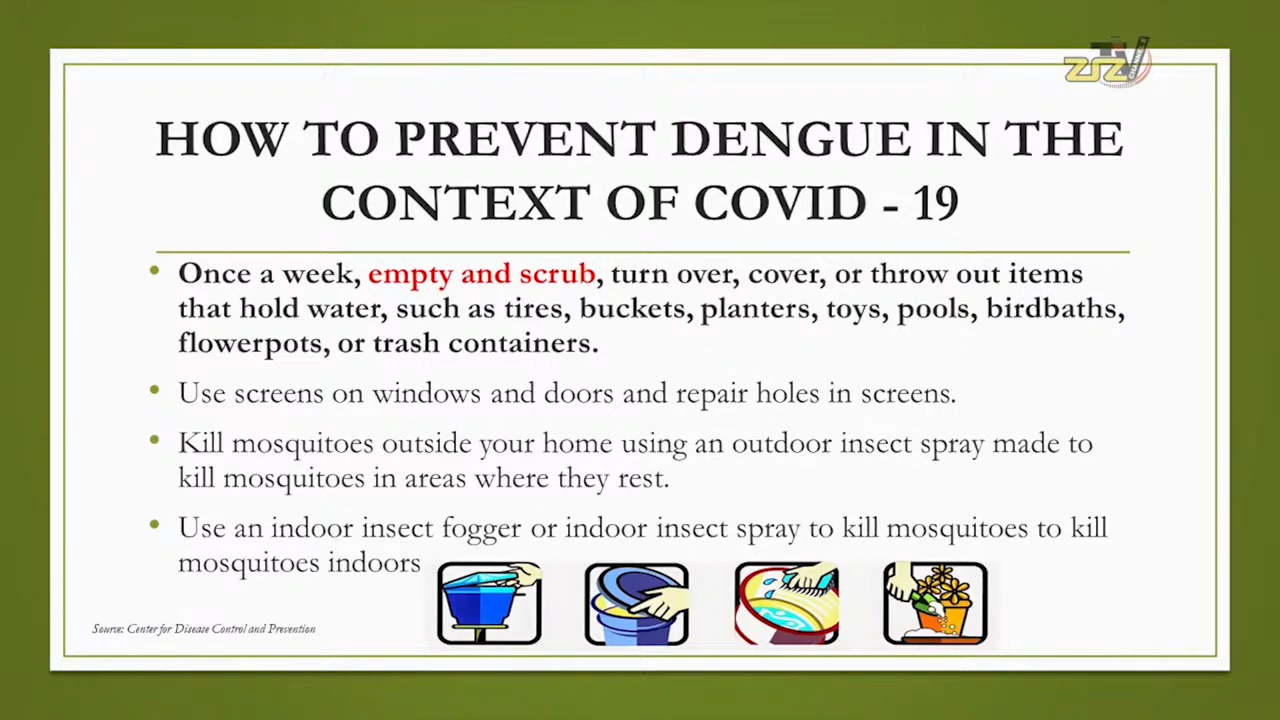 ZIZ TV
CHANNEL 5
HOW TO PREVENT DENGUE IN THE
CONTEXT OF COVID - 19
• Once a week, empty and scrub, turn over, cover, or throw out items
that hold water, such as tires, buckets, planters, toys, pools, birdbaths,
flowerpots, or trash containers.
• Use screens on windows and doors and repair holes in screens.
• Kill mosquitoes outside your home using an outdoor insect spray made to
kill mosquitoes in areas where they rest.
• Use an indoor insect fogger or indoor insect spray to kill mosquitoes to kill
mosquitoes indoors
Source: Center for Disease Control and Prevention